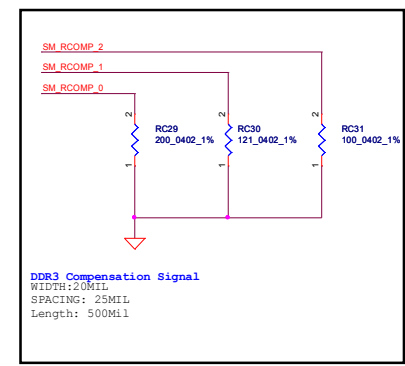 SM_RCOMP_2
SM_RCOMP_1
SM_RCOMP_0
2 2 2
RC29 RC30 RC31
200_0402_1% 121_0402_1% 100_0402_1%
1 1 1
DDR3 Compensation Signal
WIDTH:20MIL
SPACING: 25MIL
Length: 500Mil